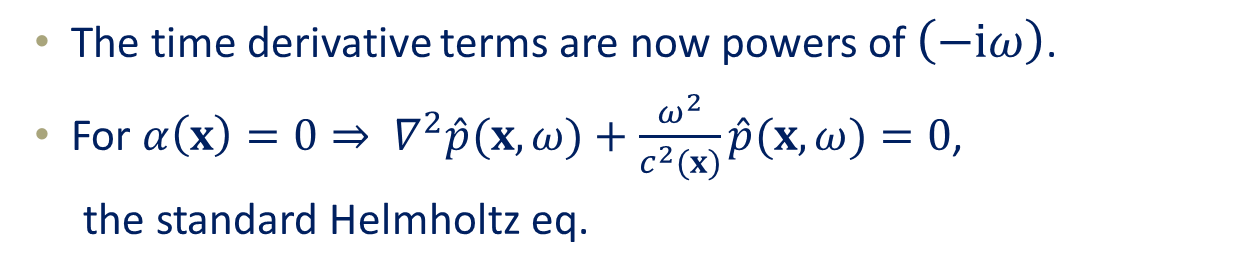 • The time derivative terms are now powers of (−iω).
• For α(𝐱) = 0 ⇒ ∇²p̂(𝐱, ω) + ω²/c²(𝐱) p̂(𝐱, ω) = 0,
the standard Helmholtz eq.